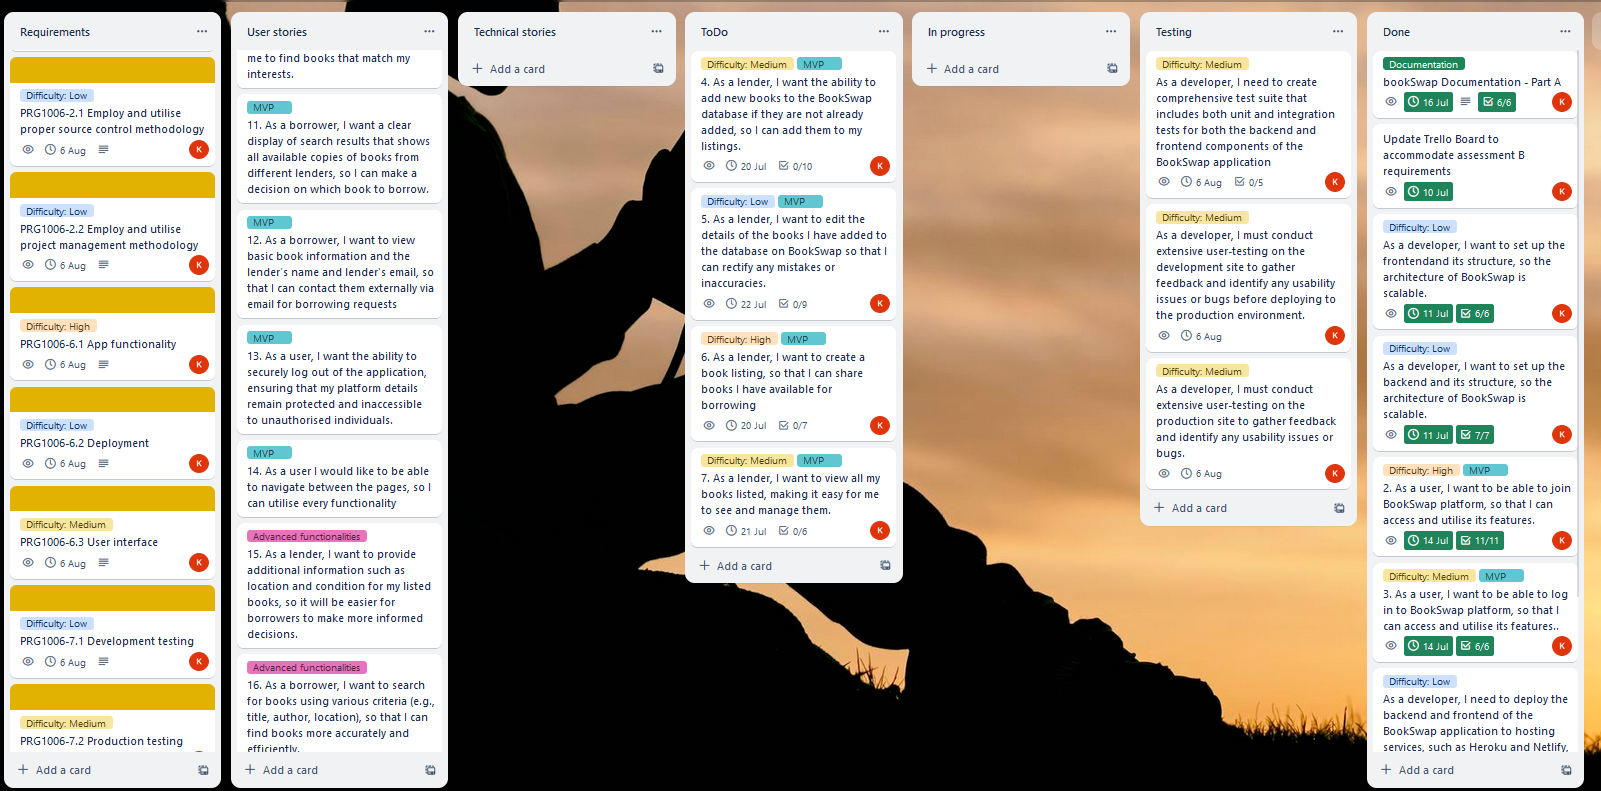 Requirements
Difficulty: Low
PRG1006-2.1 Employ and utilise
proper source control methodology
6 Aug
K
Difficulty: Low
PRG1006-2.2 Employ and utilise
project management methodology
6 Aug
K
Difficulty: High
PRG1006-6.1 App functionality
6 Aug
K
Difficulty: Low
PRG1006-6.2 Deployment
6 Aug
K
Difficulty: Medium
PRG1006-6.3 User interface
6 Aug
K
Difficulty: Low
PRG1006-7.1 Development testing
6 Aug
K
Difficulty: Medium
PRG1006-7.2 Production testing
Add a card
User stories
me to find books that match my
interests.
MVP
11. As a borrower, I want a clear
display of search results that shows
all available copies of books from
different lenders, so I can make a
decision on which book to borrow.
MVP
12. As a borrower, I want to view
basic book information and the
lender's name and lender's email, so
that I can contact them externally via
email for borrowing requests
MVP
13. As a user, I want the ability to
securely log out of the application,
ensuring that my platform details
remain protected and inaccessible
to unauthorised individuals.
MVP
14. As a user I would like to be able
to navigate between the pages, so I
can utilise every functionality
Advanced functionalities
15. As a lender, I want to provide
additional information such as
location and condition for my listed
books, so it will be easier for
borrowers to make more informed
decisions.
Advanced functionalities
16. As a borrower, I want to search
for books using various criteria (e.g.,
title, author, location), so that I can
find books more accurately and
efficiently.
Add a card
Technical stories
Add a card
ToDo
Difficulty: Medium MVP
4. As a lender, I want the ability to
add new books to the BookSwap
database if they are not already
added, so I can add them to my
listings.
20 Jul 0/10
K
Difficulty: Low MVP
5. As a lender, I want to edit the
details of the books I have added to
the database on BookSwap so that I
can rectify any mistakes or
inaccuracies.
22 Jul 0/9
K
Difficulty: High MVP
6. As a lender, I want to create a
book listing, so that I can share
books I have available for
borrowing
20 Jul 0/7
K
Difficulty: Medium MVP
7. As a lender, I want to view all my
books listed, making it easy for me
to see and manage them.
21 Jul 0/6
K
Add a card
In progress
Add a card
Testing
Difficulty: Medium
As a developer, I need to create
comprehensive test suite that
includes both unit and integration
tests for both the backend and
frontend components of the
BookSwap application
6 Aug 0/5
K
Difficulty: Medium
As a developer, I must conduct
extensive user-testing on the
development site to gather
feedback and identify any usability
issues or bugs before deploying to
the production environment.
6 Aug
K
Difficulty: Medium
As a developer, I must conduct
extensive user-testing on the
production site to gather feedback
and identify any usability issues or
bugs.
6 Aug
K
Add a card
Done
Documentation
bookSwap Documentation - Part A
16 Jul 6/6
K
Update Trello Board to
accommodate assessment B
requirements
10 Jul
K
Difficulty: Low
As a developer, I want to set up the
frontendand its structure, so the
architecture of BookSwap is
scalable.
11 Jul 6/6
K
Difficulty: Low
As a developer, I want to set up the
backend and its structure, so the
architecture of BookSwap is
scalable.
11 Jul 7/7
K
Difficulty: High MVP
2. As a user, I want to be able to join
BookSwap platform, so that I can
access and utilise its features.
14 Jul 11/11
K
Difficulty: Medium MVP
3. As a user, I want to be able to log
in to BookSwap platform, so that I
can access and utilise its features..
14 Jul 6/6
K
Difficulty: Low
As a developer, I need to deploy the
backend and frontend of the
BookSwap application to hosting
services, such as Heroku and Netlify,
Add a card